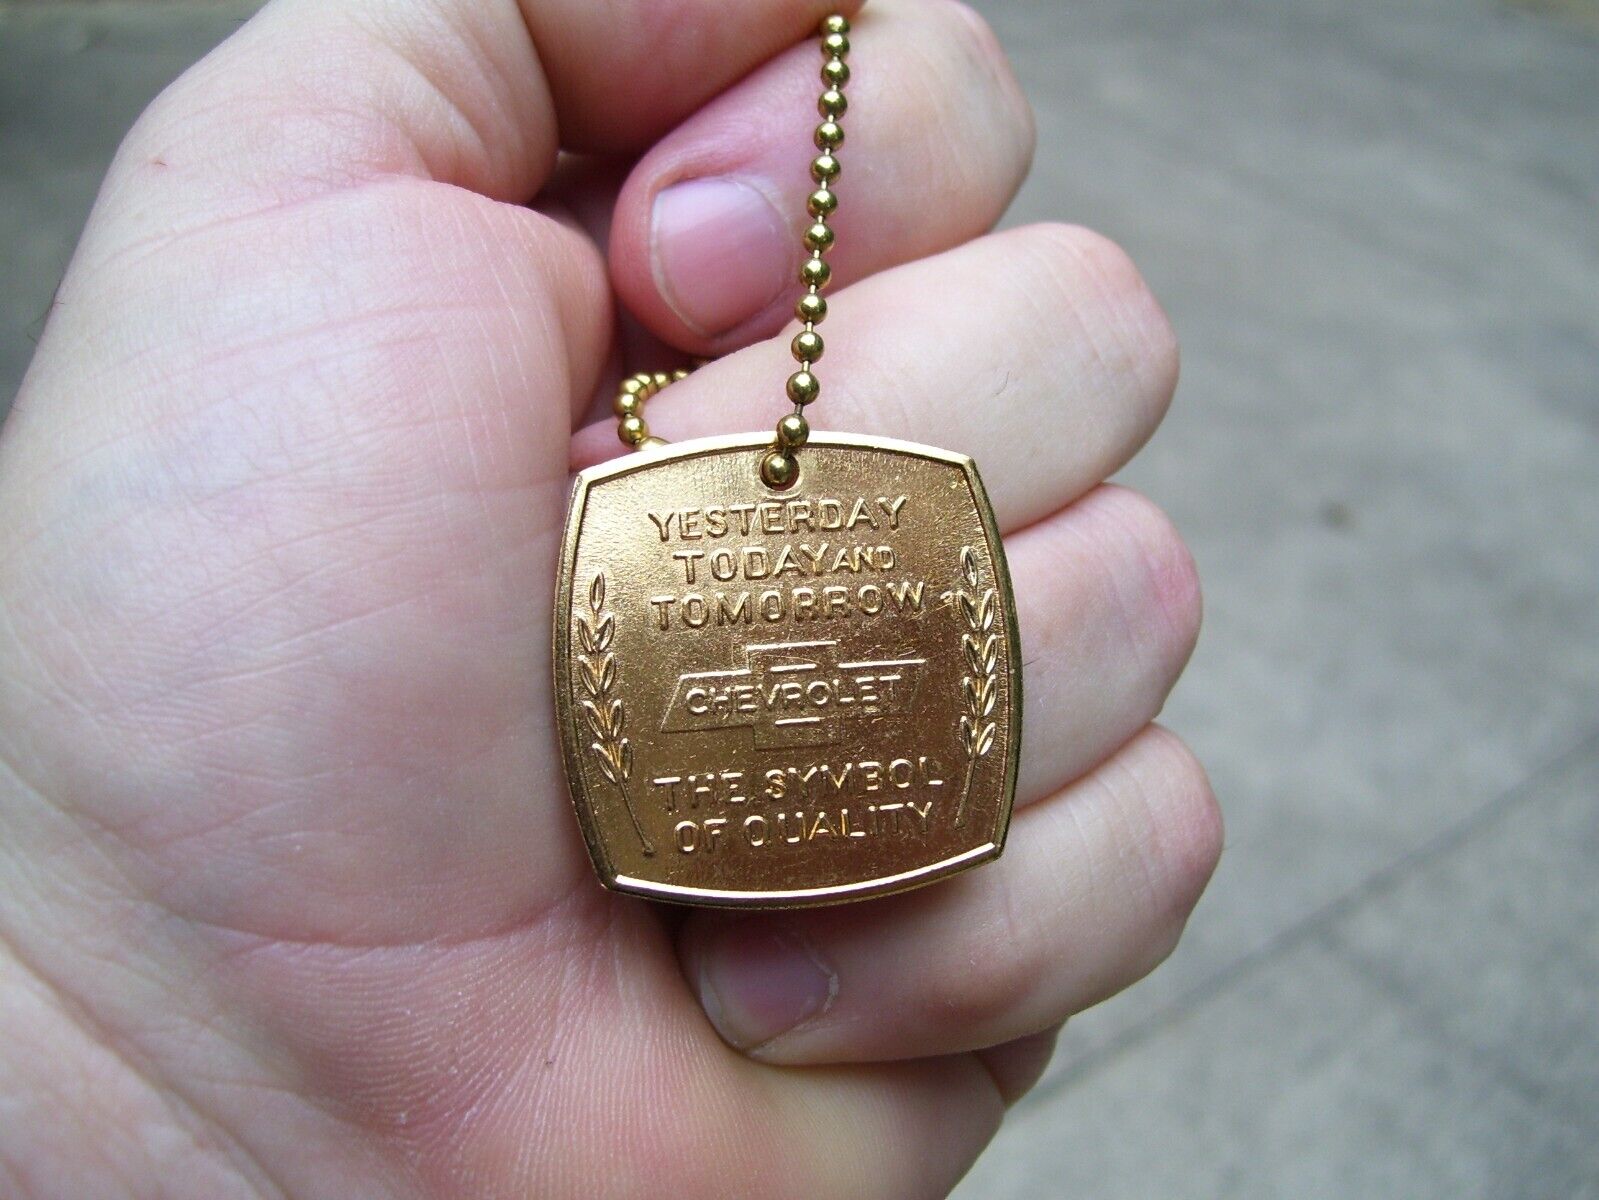 YESTERDAY
TODAY AND
TOMORROW
CHEVROLET
THE SYMBOL
OF QUALITY